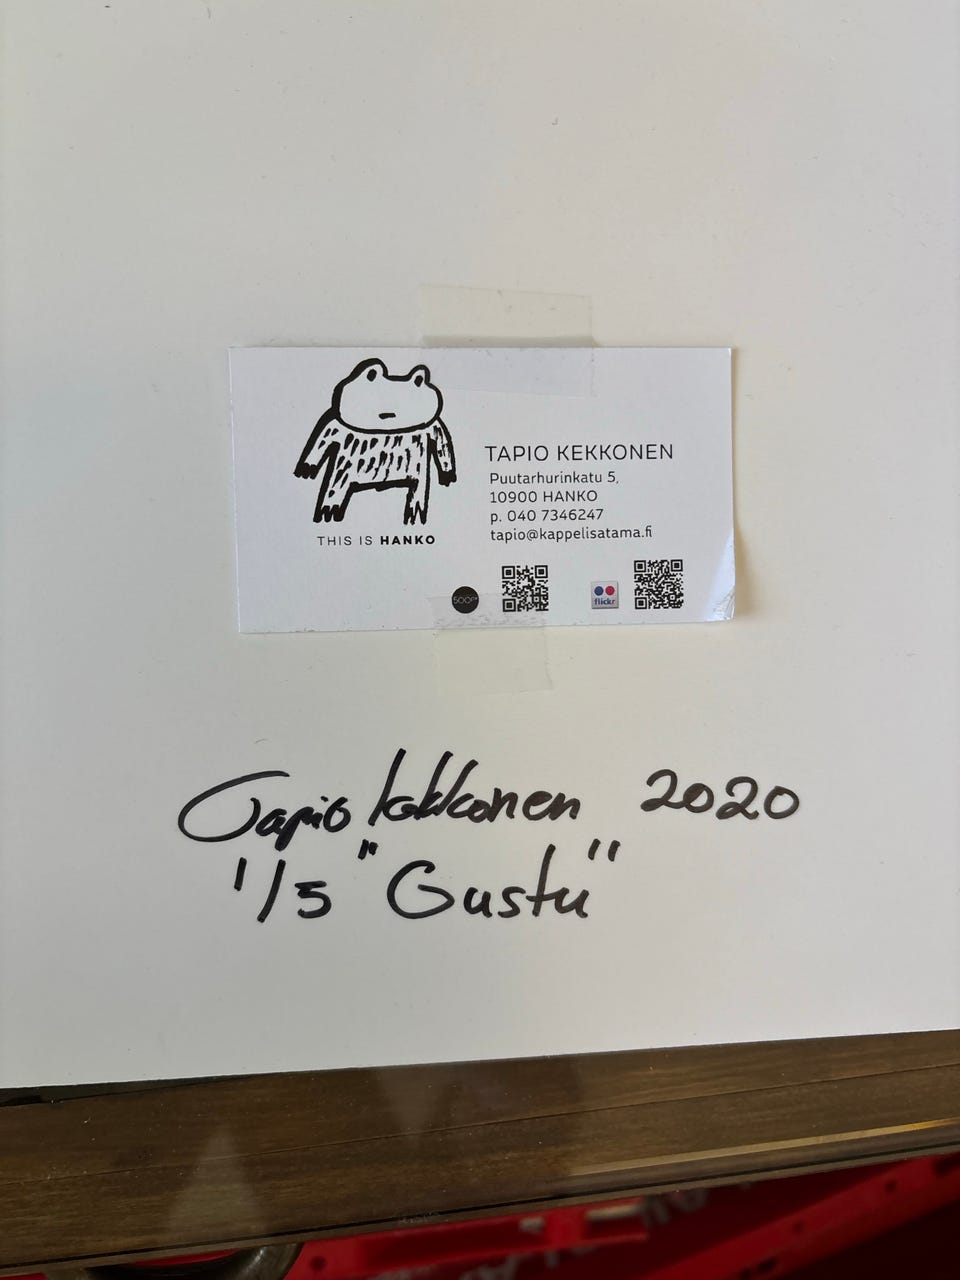 TAPIO KEKKONEN
Puutarhurinkatu 5,
10900 HANKO
p. 040 7346247
tapio@kappelisatama.fi
THIS IS HANKO
flickr
Tapio Kekkonen 2020
1/5 "Gustu"